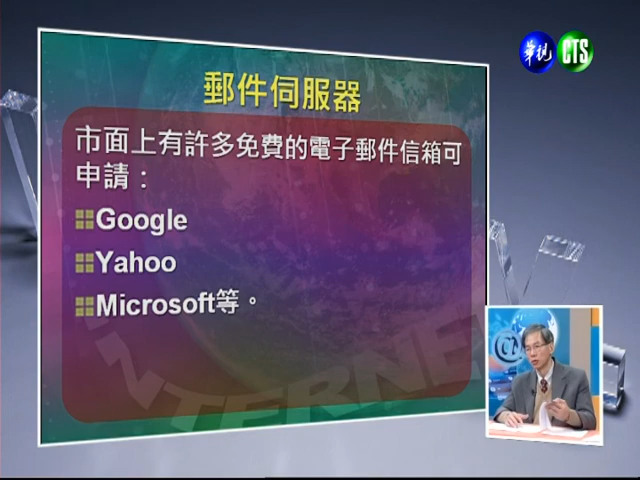 華視 CTS
郵件伺服器
市面上有許多免費的電子郵件信箱可
申請：
Google
Yahoo
Microsoft等。
INTERNET